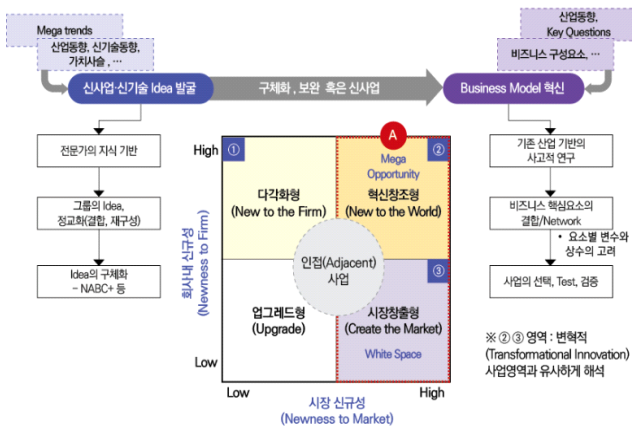 Mega trends
산업동향, 신기술동향,
가치사슬 , …
산업동향,
Key Questions
비즈니스 구성요소, …
신사업·신기술 Idea 발굴
구체화 , 보완 혹은 신사업
Business Model 혁신
전문가의 지식 기반
그룹의 Idea,
정교화(결합, 재구성)
Idea의 구체화
– NABC+ 등
회사내 신규성
(Newness to Firm)
High
Low
①
다각화형
(New to the Firm)
A
②
Mega
Opportunity
혁신창조형
(New to the World)
인접(Adjacent)
사업
업그레드형
(Upgrade)
③
시장창출형
(Create the Market)
White Space
Low
High
시장 신규성
(Newness to Market)
기존 산업 기반의
사고적 연구
비즈니스 핵심요소의
결합/Network
• 요소별 변수와
상수의 고려
사업의 선택, Test, 검증
※ ② ③ 영역 : 변혁적
(Transformational Innovation)
사업영역과 유사하게 해석